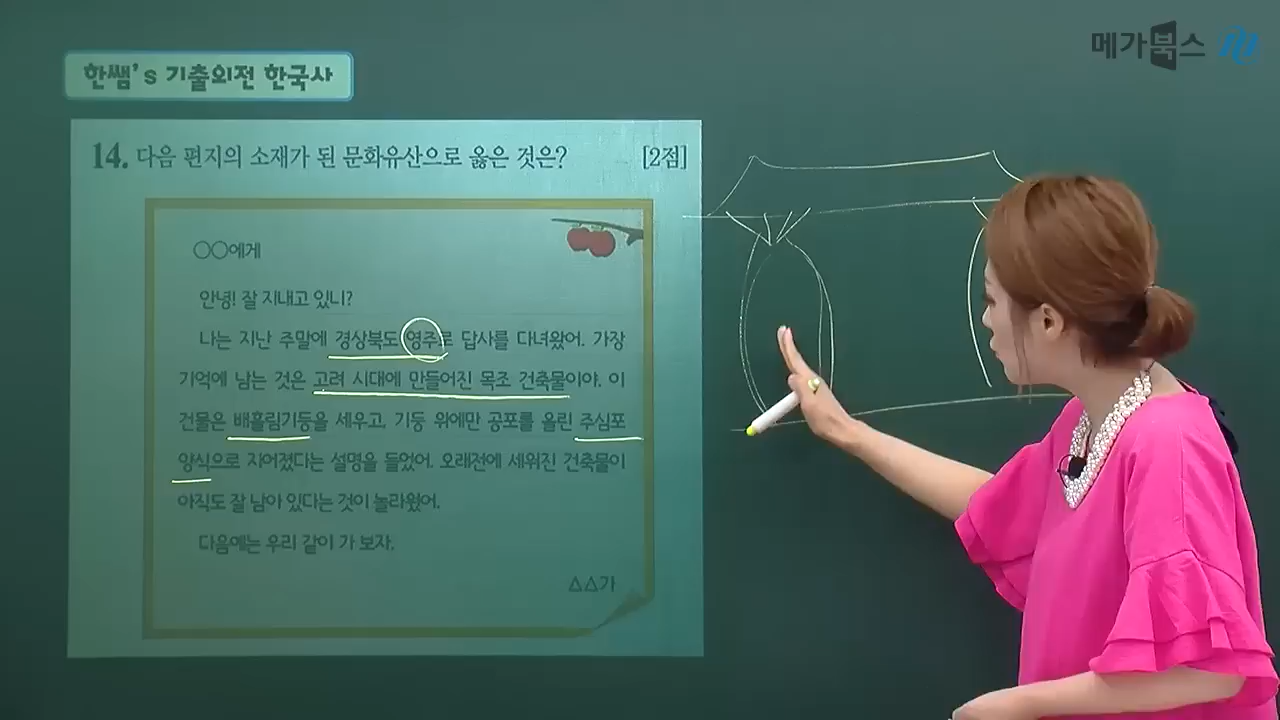 메가북스
한쌤's 기출외전 한국사
14. 다음 편지의 소재가 된 문화유산으로 옳은 것은? [2점]
○○에게
안녕! 잘 지내고 있니?
나는 지난 주말에 경상북도 영주로 답사를 다녀왔어. 가장
기억에 남는 것은 고려 시대에 만들어진 목조 건축물이야. 이
건물은 배흘림기둥을 세우고, 기둥 위에만 공포를 올린 주심포
양식으로 지어졌다는 설명을 들었어. 오래전에 세워진 건축물이
아직도 잘 남아 있다는 것이 놀라웠어.
다음에는 우리 같이 가 보자.
△△가